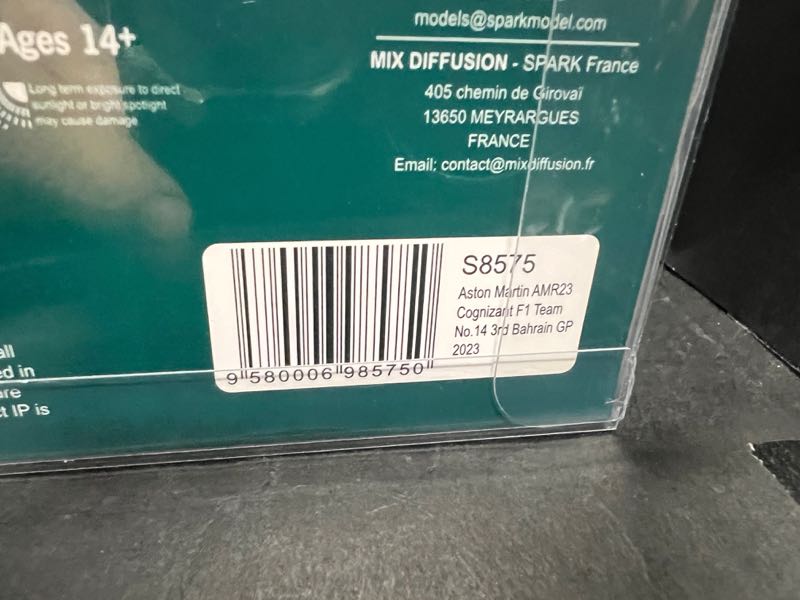 Ages 14+
Long term exposure to direct
sunlight or bright spotlight
may cause damage
models@sparkmodel.com
MIX DIFFUSION - SPARK France
405 chemin de Girovaï
13650 MEYRARGUES
FRANCE
Email: contact@mixdiffusion.fr
S8575
Aston Martin AMR23
Cognizant F1 Team
No.14 3rd Bahrain GP
2023
9 580006 985750
all
ed in
are
t IP is